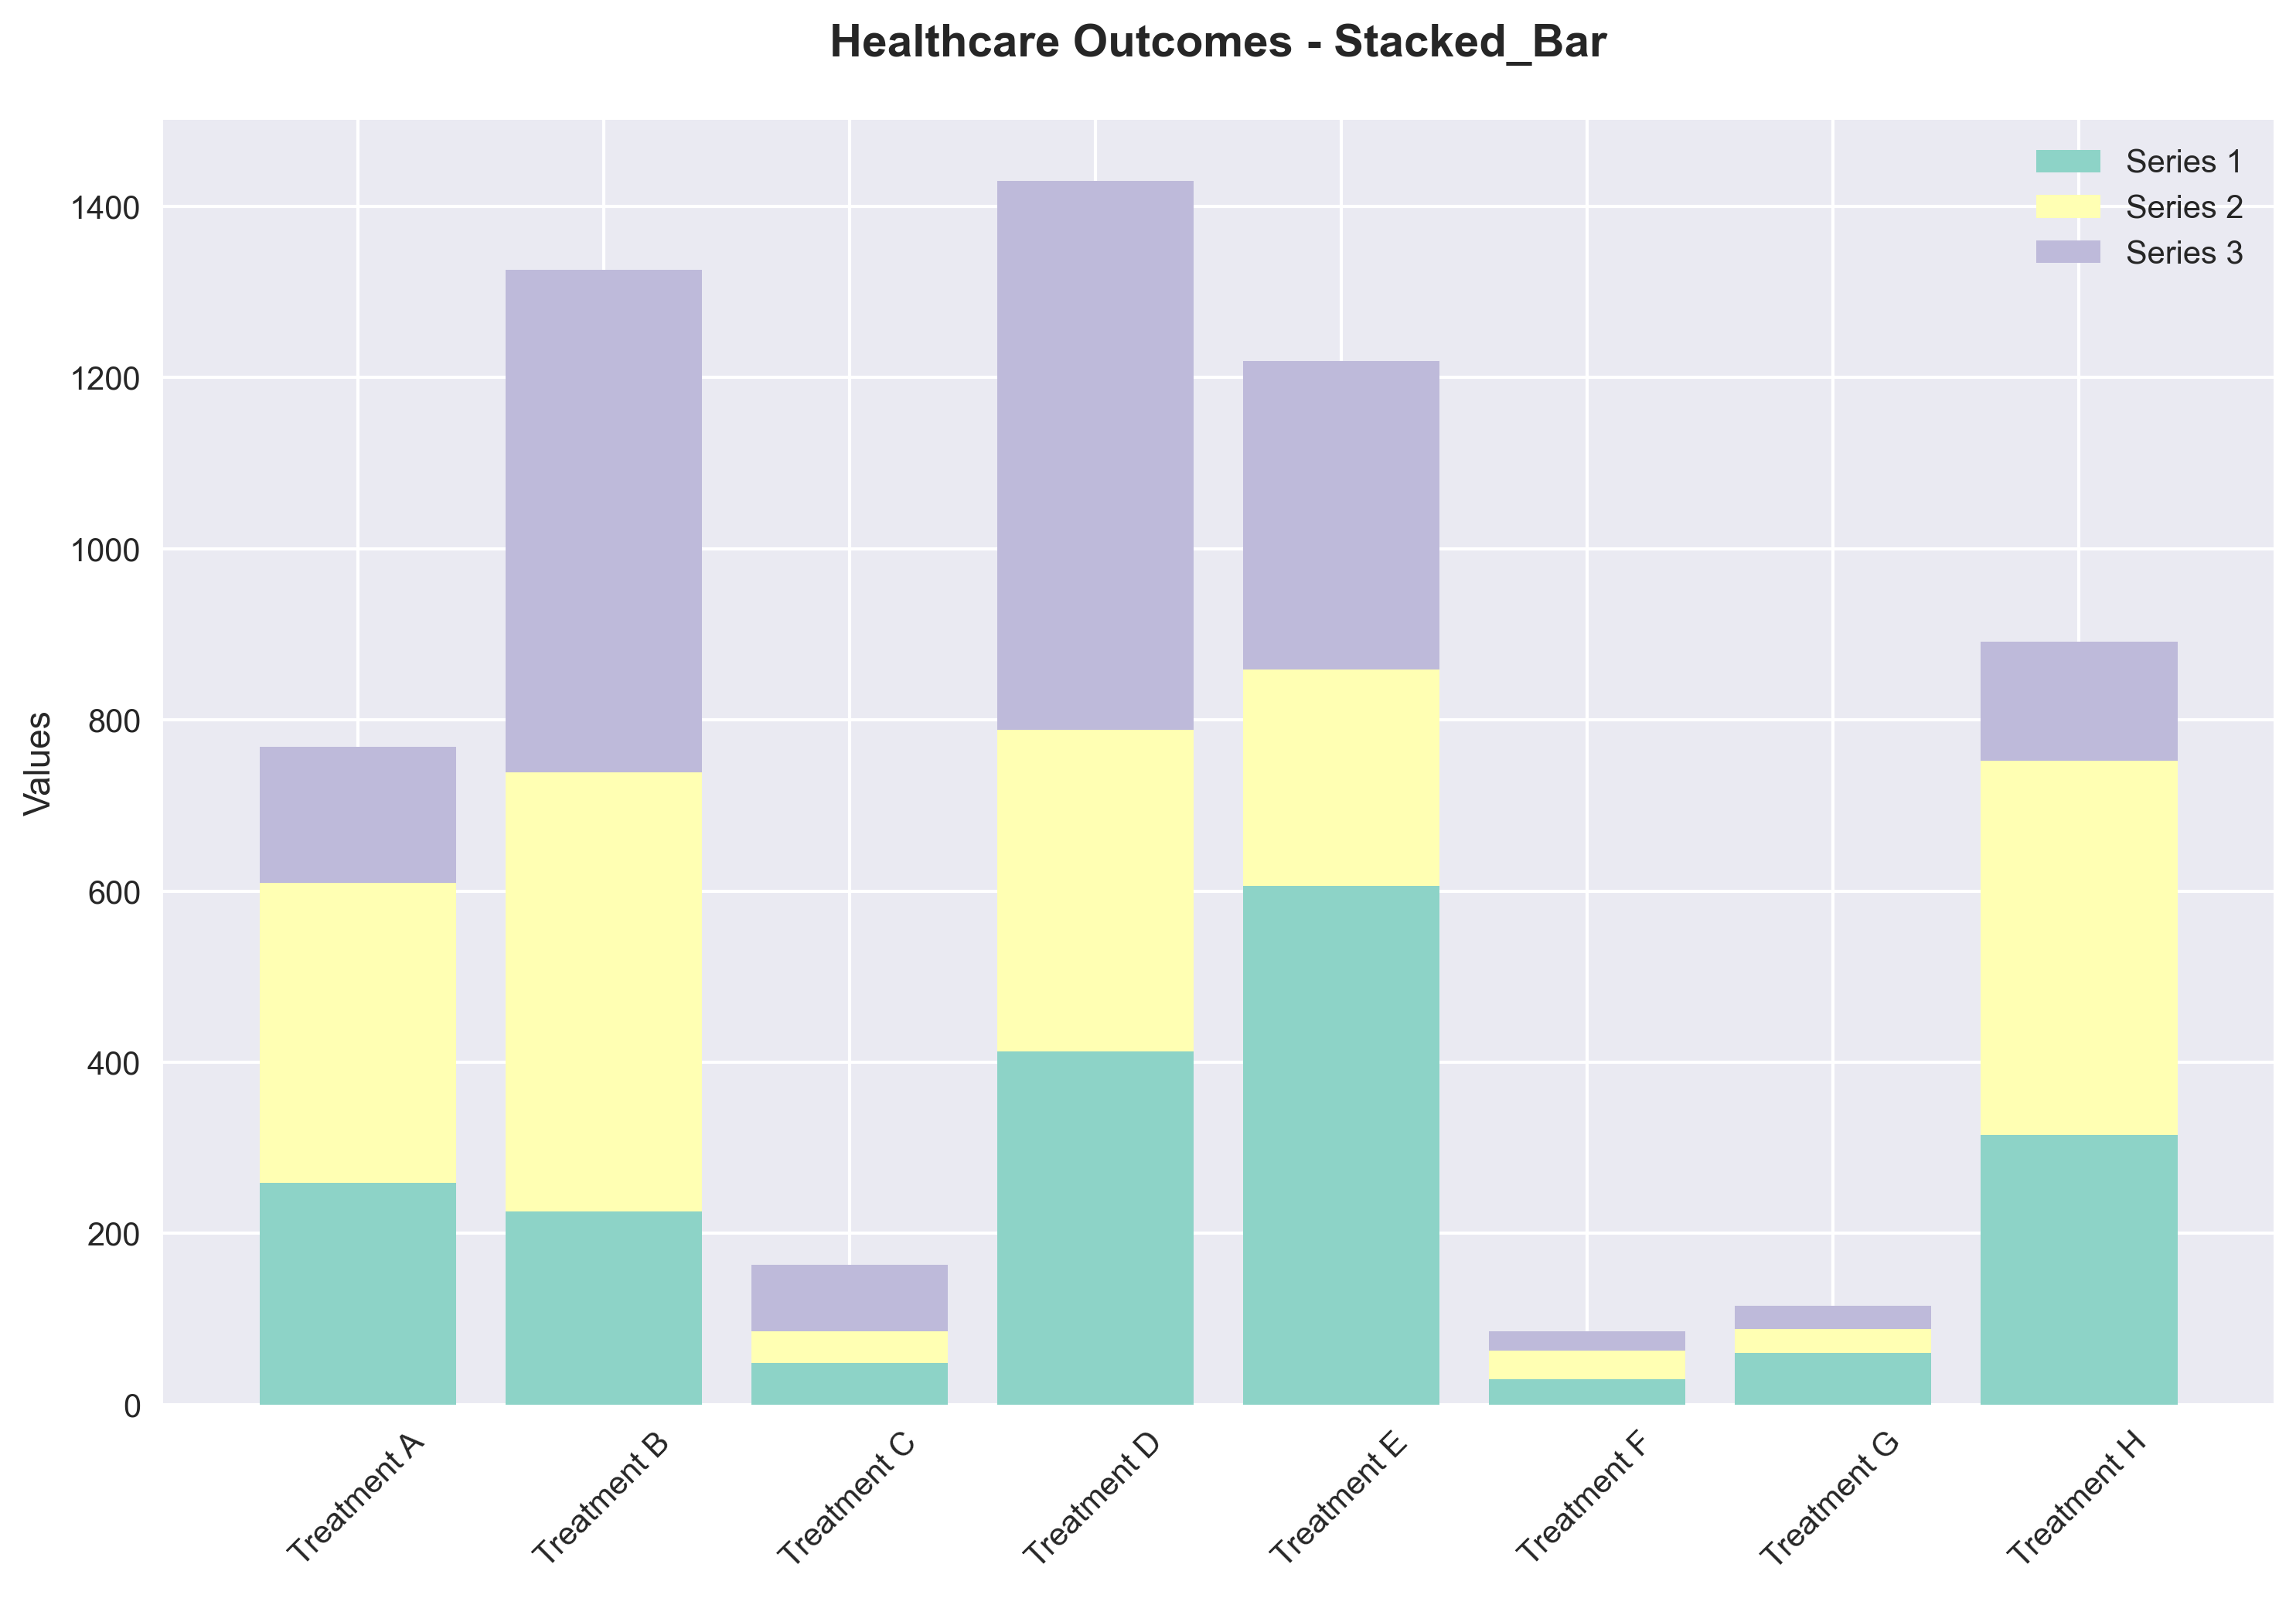 Healthcare Outcomes - Stacked_Bar
Series 1
Series 2
Series 3
1400
1200
1000
800
600
400
200
0
Values
Treatment A
Treatment B
Treatment C
Treatment D
Treatment E
Treatment F
Treatment G
Treatment H